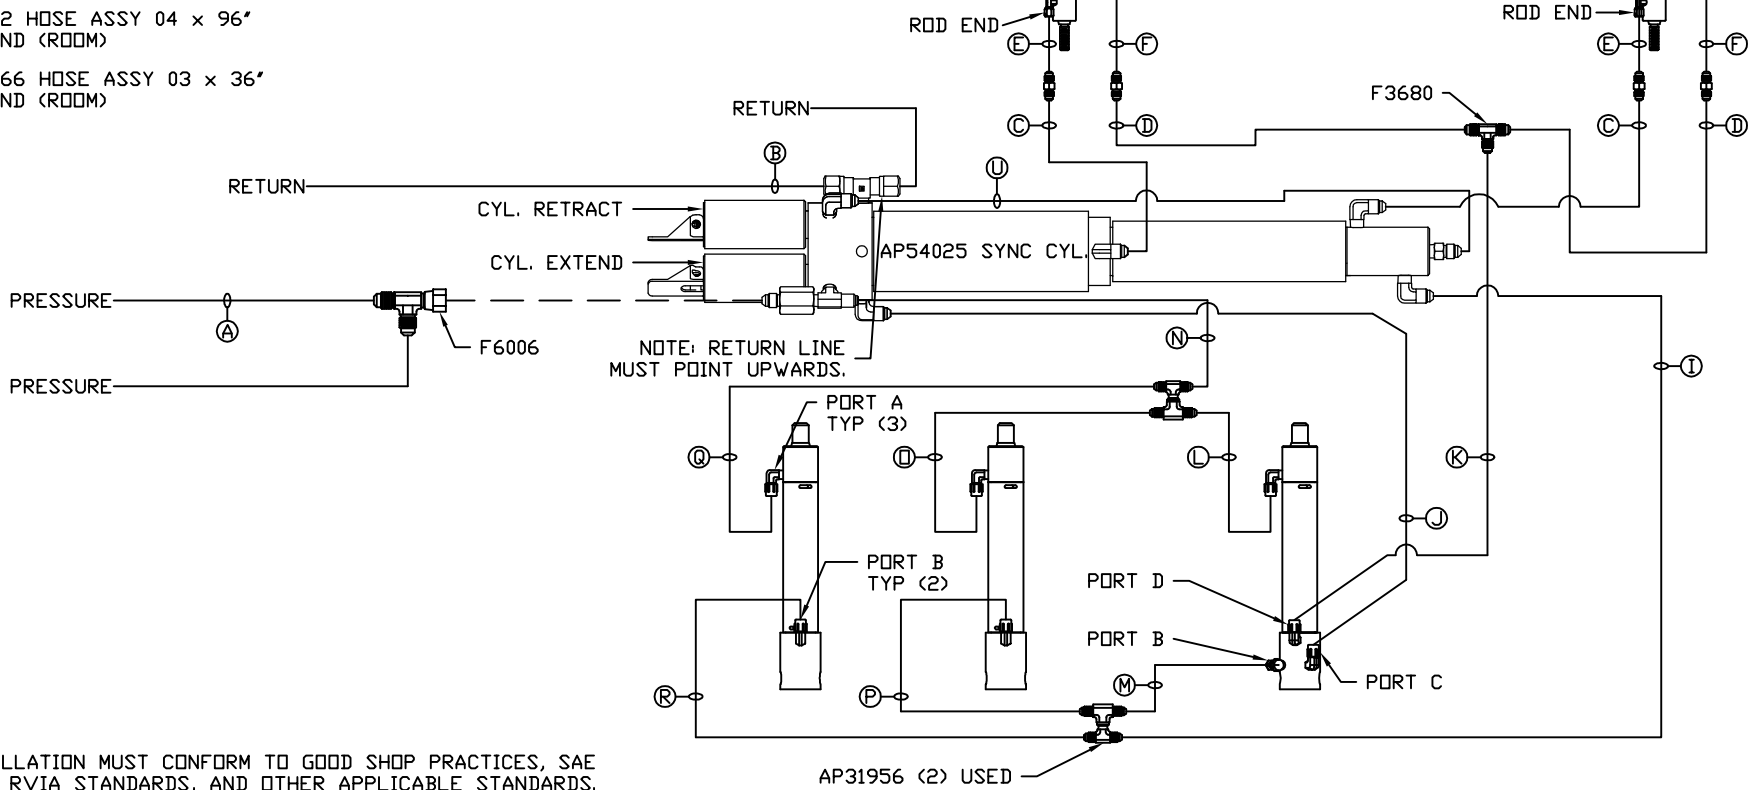 2 HOSE ASSY 04 x 96"
ND (ROOM)
66 HOSE ASSY 03 x 36"
ND (ROOM)
ROD END
E
F
ROD END
E
F
C
D
F3680
C
D
RETURN
B
RETURN
U
CYL. RETRACT
CYL. EXTEND
AP54025 SYNC CYL.
PRESSURE
A
F6006
PRESSURE
NOTE: RETURN LINE
MUST POINT UPWARDS.
N
I
PORT A
TYP (3)
Q
O
L
K
J
PORT B
TYP (2)
PORT D
PORT B
PORT C
R
P
M
AP31956 (2) USED
LLATION MUST CONFORM TO GOOD SHOP PRACTICES, SAE
RVIA STANDARDS, AND OTHER APPLICABLE STANDARDS.